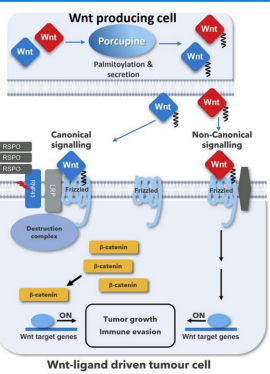 Wnt producing cell
Wnt
Wnt
Porcupine
Wnt
Wnt
Palmitoylation &
secretion
Wnt
Wnt
Canonical
signalling
Non-Canonical
signalling
RSPO
RSPO
RSPO
Wnt
Wnt
RNF43
LRP
Frizzled
Frizzled
Frizzled
Destruction
complex
β-catenin
β-catenin
β-catenin
β-catenin
ON
Wnt target genes
Tumor growth
Immune evasion
ON
Wnt target genes
Wnt-ligand driven tumour cell